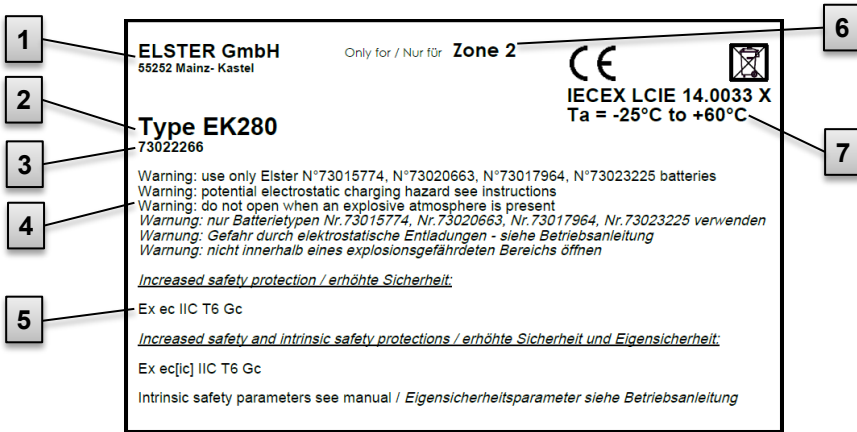 1
ELSTER GmbH
55252 Mainz- Kastel
Only for / Nur für Zone 2
6
CE
IECEX LCIE 14.0033 X
Ta = -25°C to +60°C
7
2
Type EK280
3
73022266
Warning: use only Elster N°73015774, N°73020663, N°73017964, N°73023225 batteries
Warning: potential electrostatic charging hazard see instructions
4
Warning: do not open when an explosive atmosphere is present
Warnung: nur Batterietypen Nr.73015774, Nr.73020663, Nr.73017964, Nr.73023225 verwenden
Warnung: Gefahr durch elektrostatische Entladungen - siehe Betriebsanleitung
Warnung: nicht innerhalb eines explosionsgefährdeten Bereichs öffnen
Increased safety protection / erhöhte Sicherheit:
5
Ex ec IIC T6 Gc
Increased safety and intrinsic safety protections / erhöhte Sicherheit und Eigensicherheit:
Ex ec[ic] IIC T6 Gc
Intrinsic safety parameters see manual / Eigensicherheitsparameter siehe Betriebsanleitung